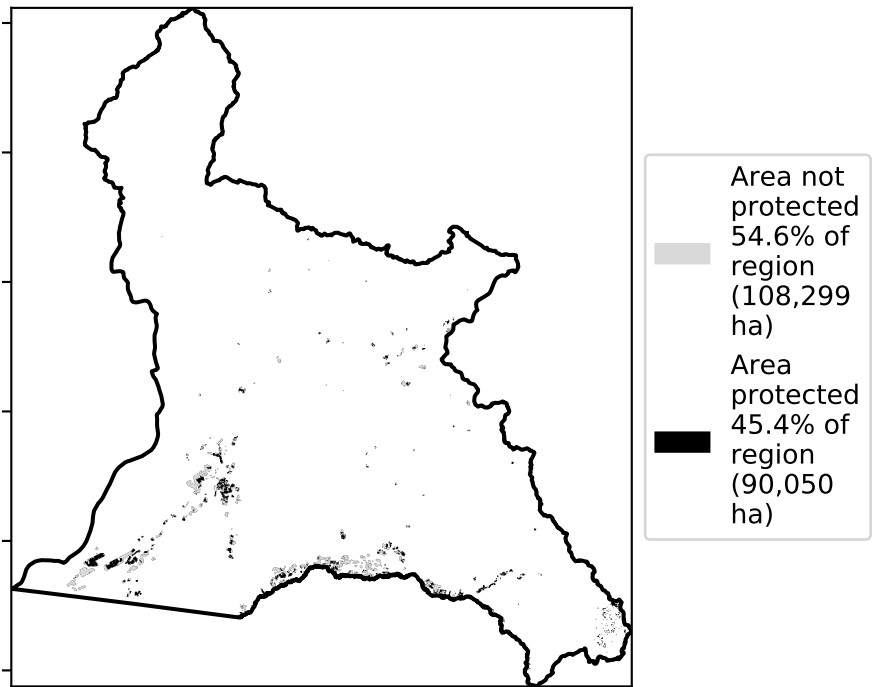 Area not
protected
54.6% of
region
(108,299
ha)
Area
protected
45.4% of
region
(90,050
ha)